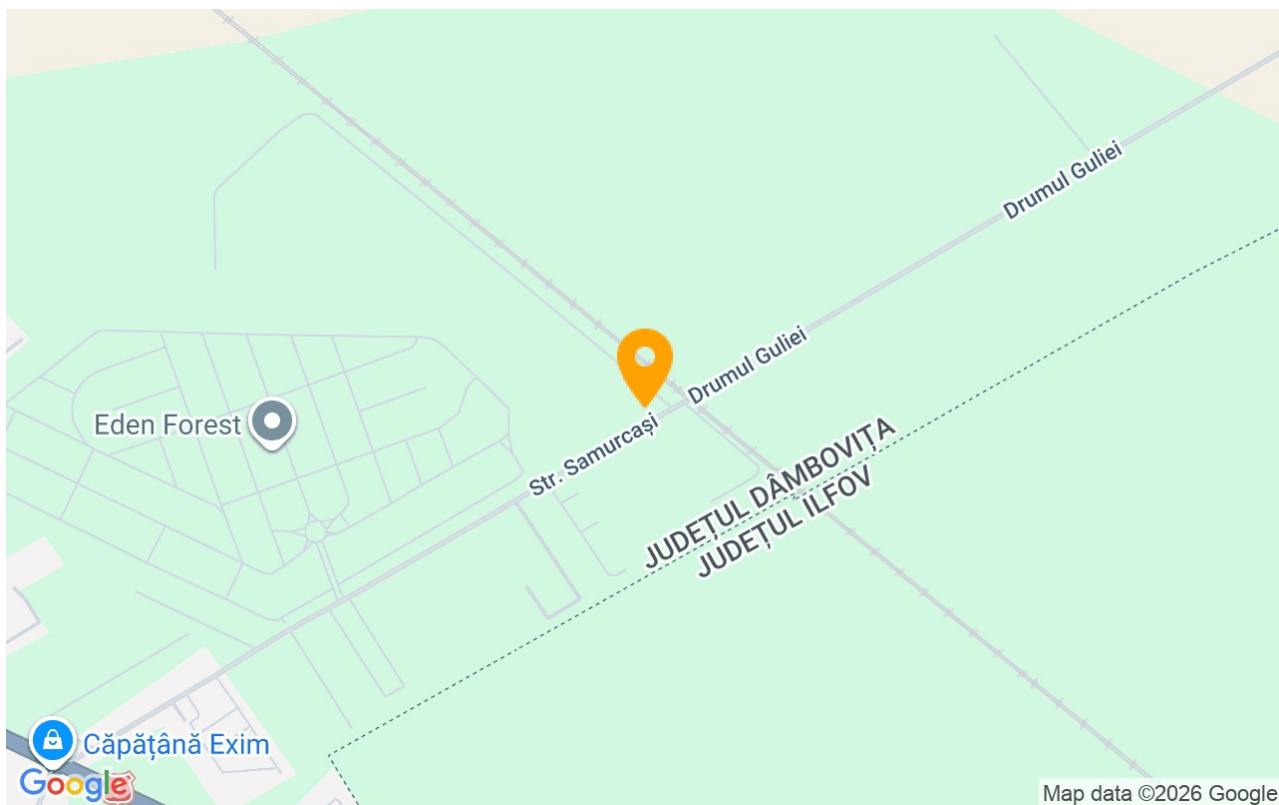 Drumul Guliei
Drumul Guliei
Eden Forest
Str. Samurcași
JUDEȚUL DÂMBOVIȚA
JUDEȚUL ILFOV
Căpățână Exim
Google
Map data ©2026 Google